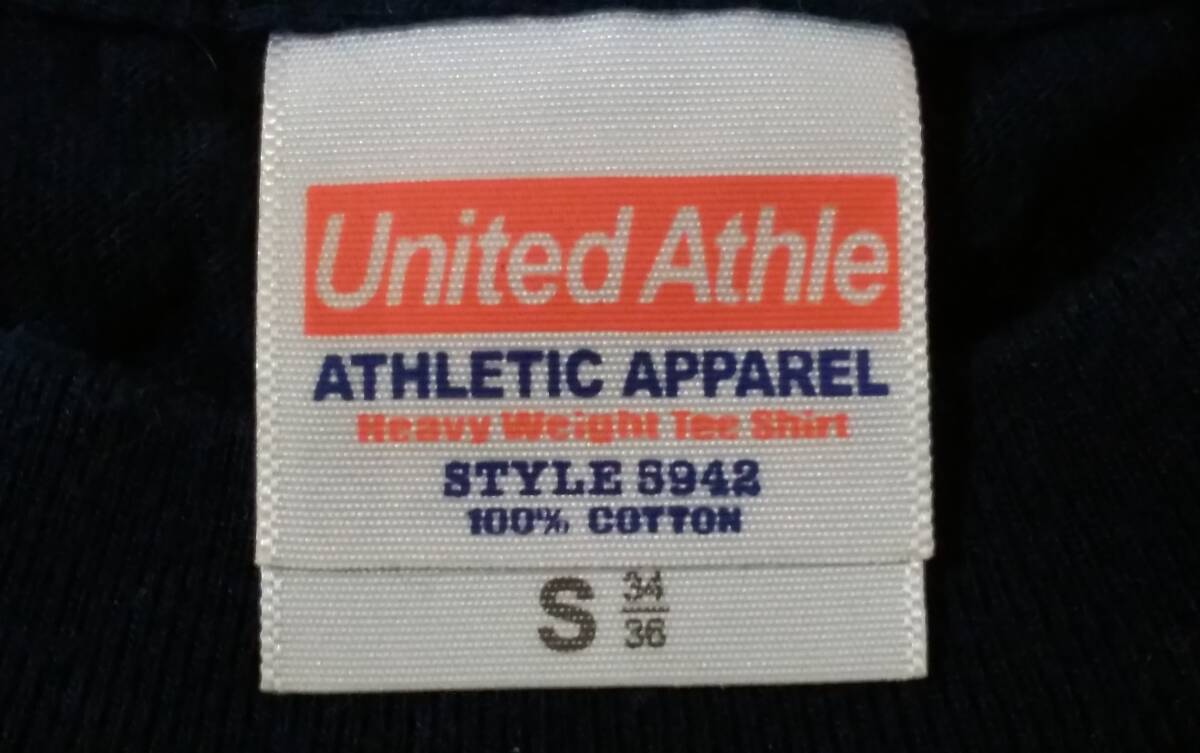 United Athle
ATHLETIC APPAREL
Heavy Weight Tee Shirt
STYLE 5942
100% COTTON
S 34
36